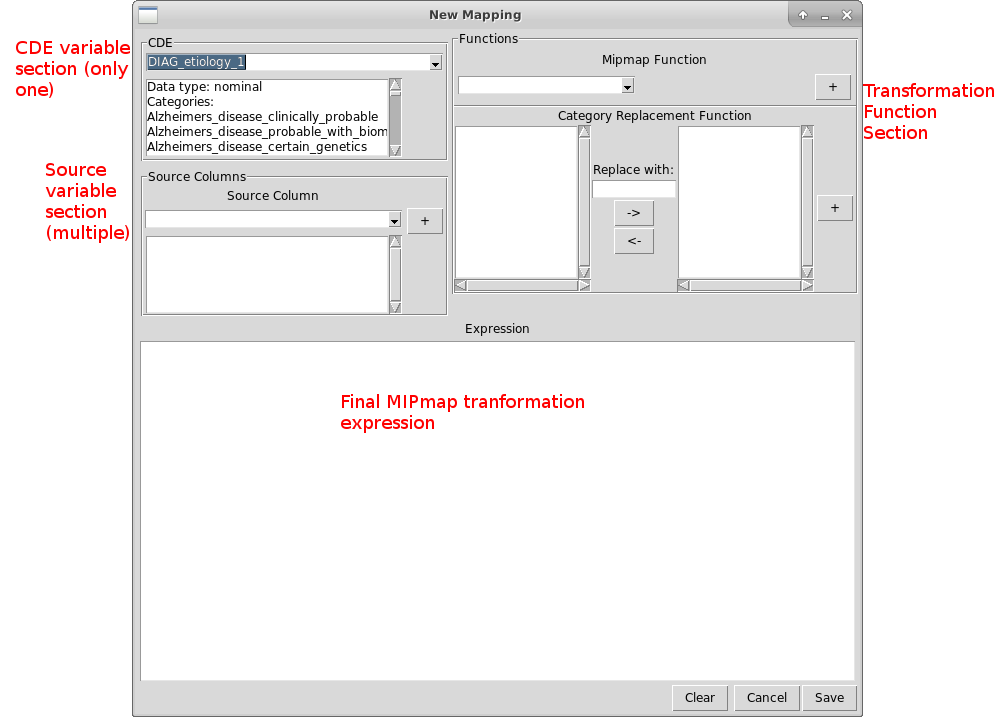 New Mapping
CDE variable
section (only
one)
CDE
DIAG_etiology_1
Data type: nominal
Categories:
Alzheimers_disease_clinically_probable
Alzheimers_disease_probable_with_biom
Alzheimers_disease_certain_genetics
Source
variable
section
(multiple)
Source Columns
Source Column
+
Functions
Mipmap Function
+
Transformation
Function
Section
Category Replacement Function
Replace with:
->
<-
+
Expression
Final MIPmap tranformation
expression
Clear
Cancel
Save